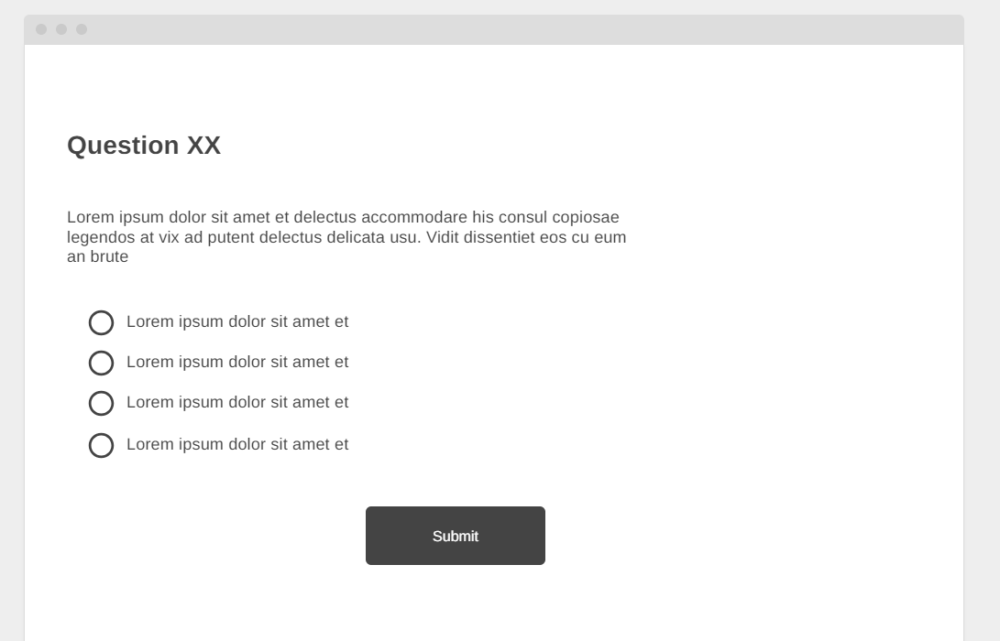 Question XX
Lorem ipsum dolor sit amet et delectus accommodare his consul copiosae
legendos at vix ad putent delectus delicata usu. Vidit dissentiet eos cu eum
an brute
Lorem ipsum dolor sit amet et
Lorem ipsum dolor sit amet et
Lorem ipsum dolor sit amet et
Lorem ipsum dolor sit amet et
Submit